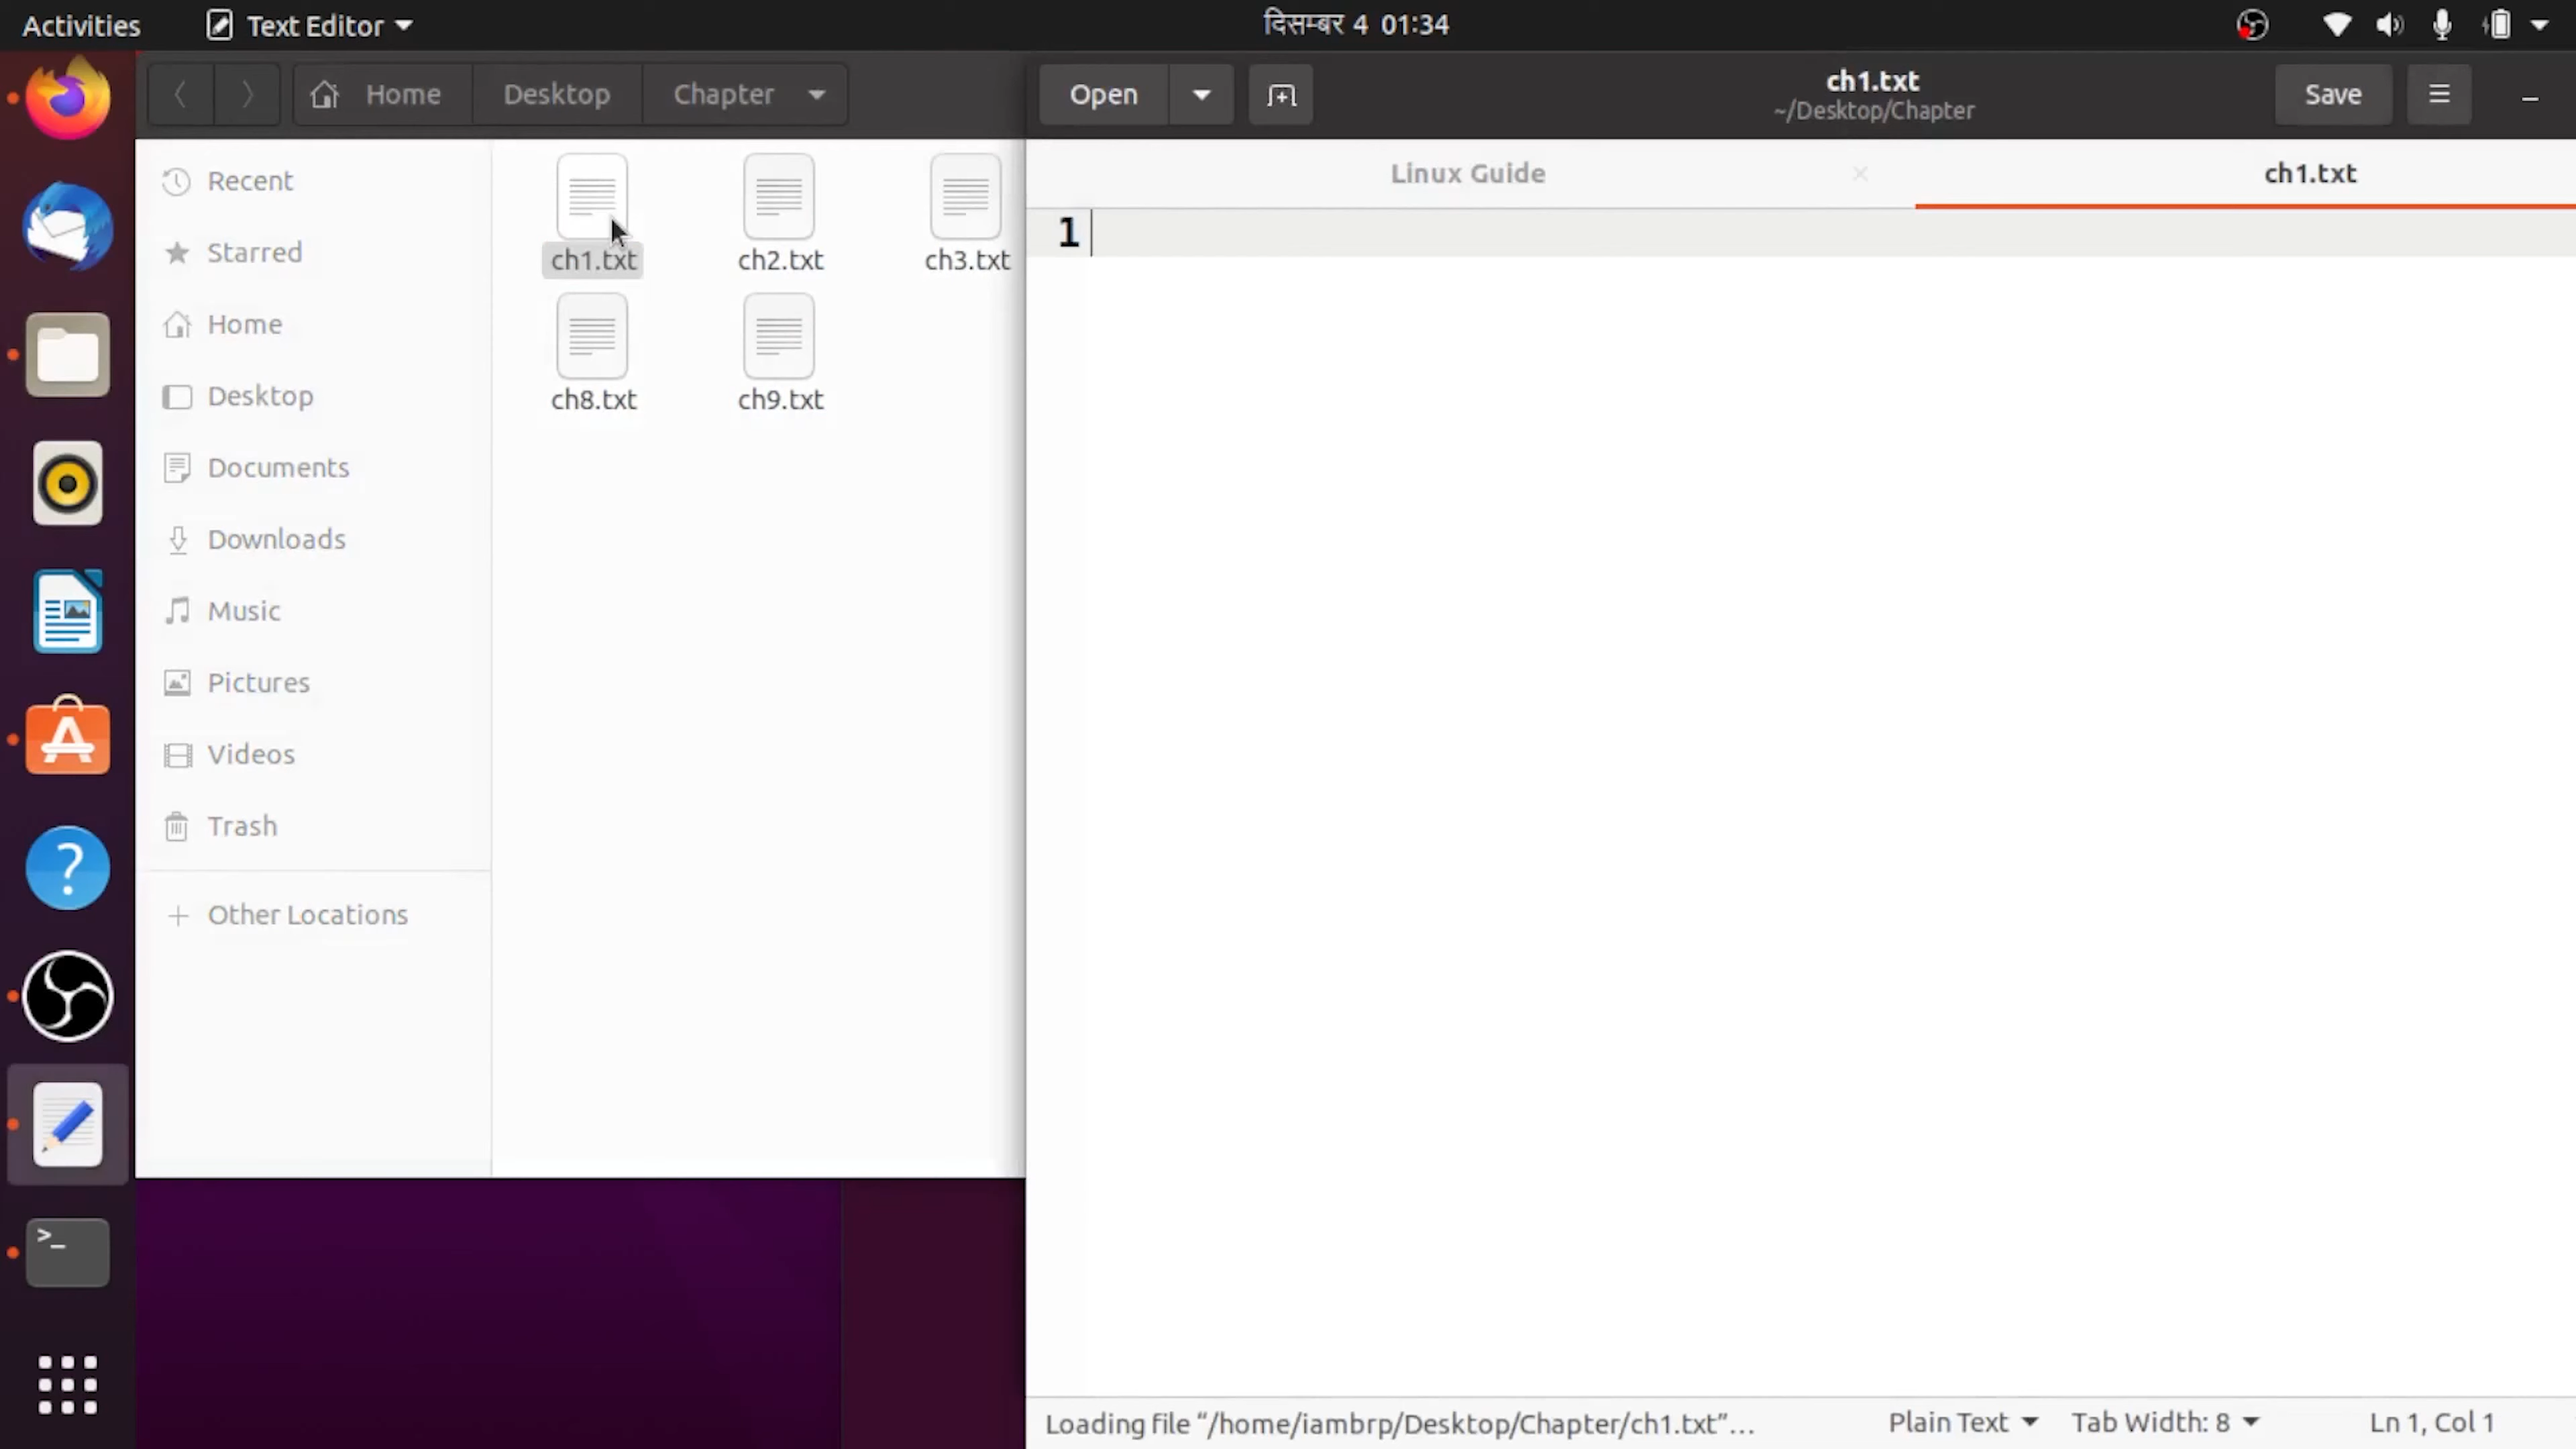 Activities
Text Editor
दिसम्बर 4 01:34
Home
Desktop
Chapter
Open
ch1.txt
~/Desktop/Chapter
Save
Recent
Starred
Home
Desktop
Documents
Downloads
Music
Pictures
Videos
Trash
Other Locations
ch1.txt
ch2.txt
ch3.txt
ch8.txt
ch9.txt
Linux Guide
ch1.txt
1
Loading file “/home/iambrp/Desktop/Chapter/ch1.txt”…
Plain Text
Tab Width: 8
Ln 1, Col 1